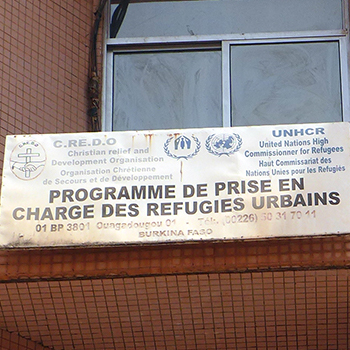 C.RE.D.O
Christian relief and
Development Organisation
Organisation Chrétienne
de Secours et de Développement
UNHCR
United Nations High
Commissioner for Refugees
Haut Commissariat des
Nations Unies pour les Refugies
PROGRAMME DE PRISE EN
CHARGE DES REFUGIES URBAINS
01 BP 3801 Ouagadougou 01 - Tél. (00226) 50 31 70 11
BURKINA FASO